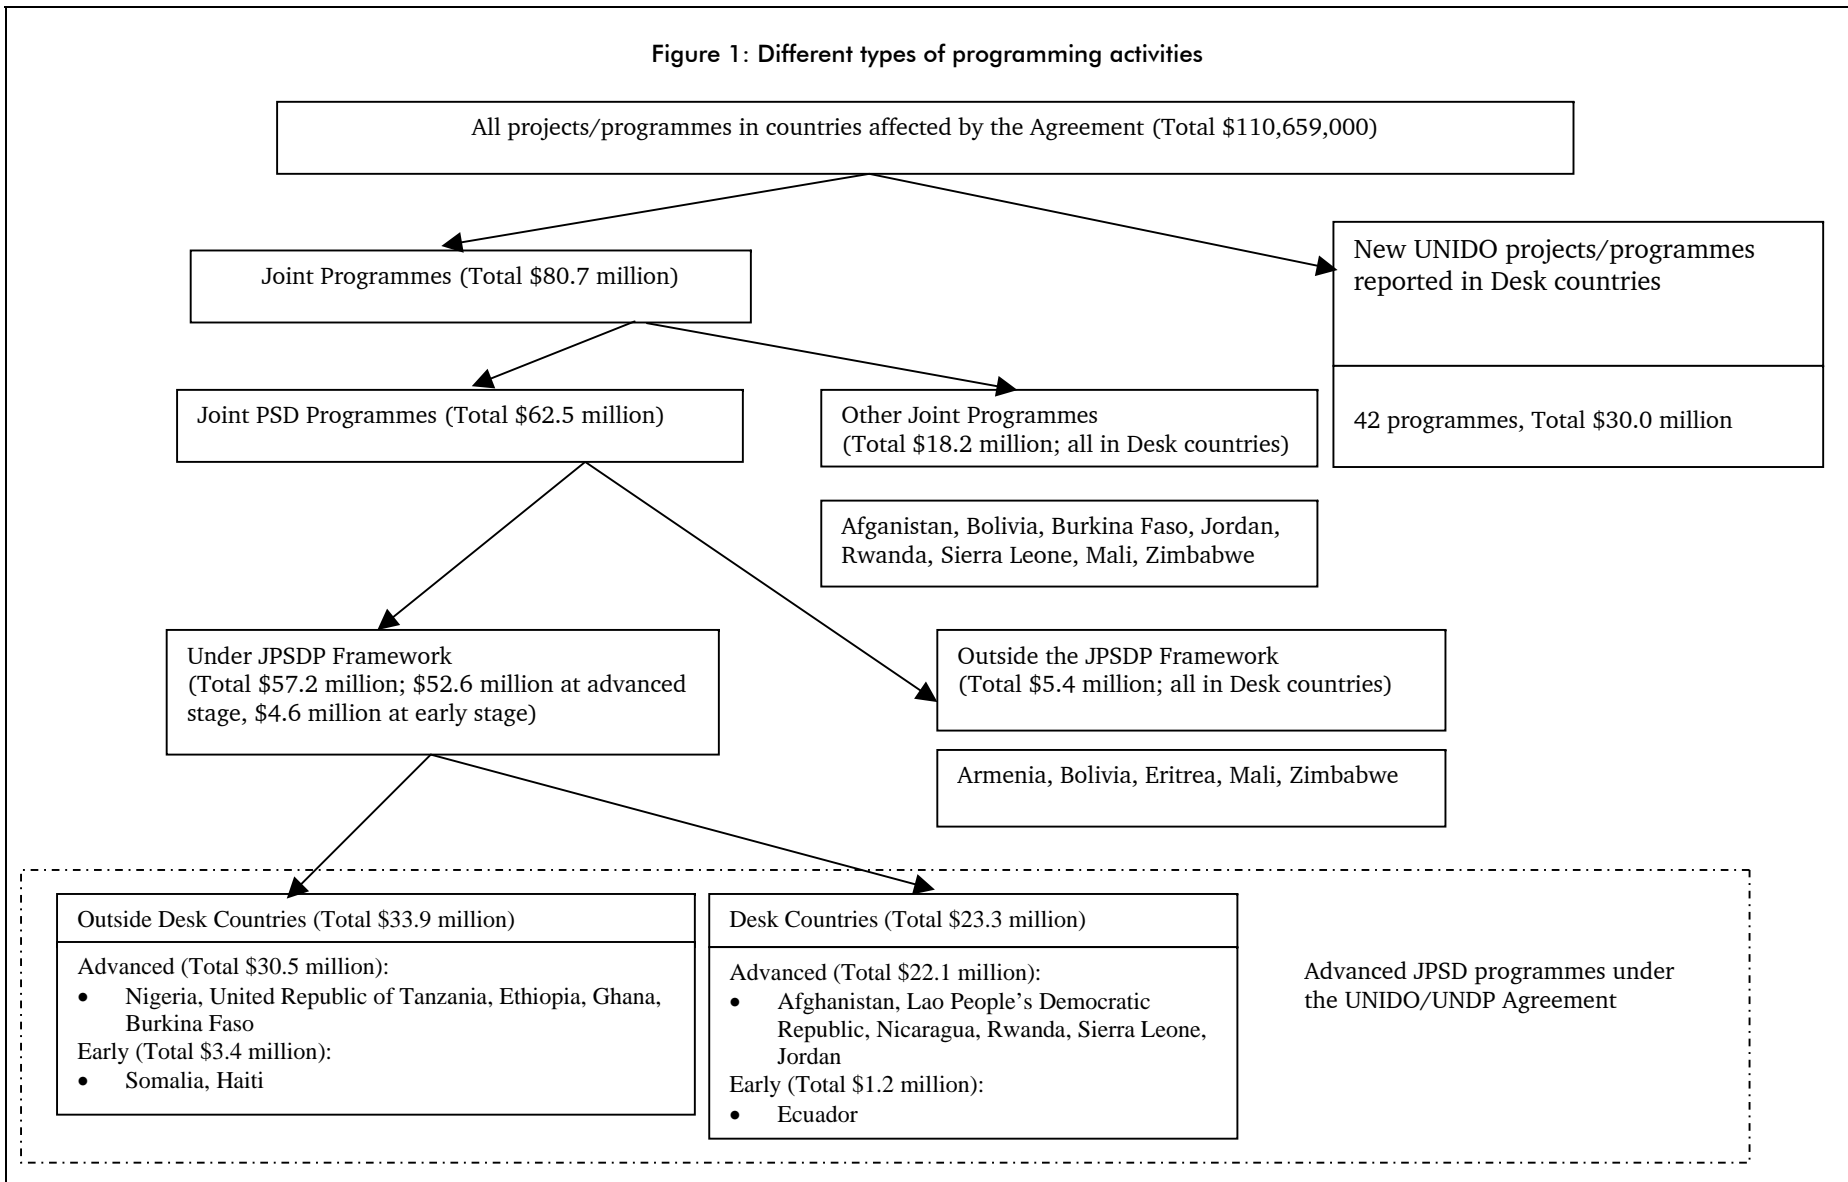 Figure 1: Different types of programming activities
All projects/programmes in countries affected by the Agreement (Total $110,659,000)
Joint Programmes (Total $80.7 million)
New UNIDO projects/programmes
reported in Desk countries
42 programmes, Total $30.0 million
Joint PSD Programmes (Total $62.5 million)
Other Joint Programmes
(Total $18.2 million; all in Desk countries)
Afganistan, Bolivia, Burkina Faso, Jordan,
Rwanda, Sierra Leone, Mali, Zimbabwe
Under JPSDP Framework
(Total $57.2 million; $52.6 million at advanced
stage, $4.6 million at early stage)
Outside the JPSDP Framework
(Total $5.4 million; all in Desk countries)
Armenia, Bolivia, Eritrea, Mali, Zimbabwe
Outside Desk Countries (Total $33.9 million)
Advanced (Total $30.5 million):
• Nigeria, United Republic of Tanzania, Ethiopia, Ghana,
Burkina Faso
Early (Total $3.4 million):
• Somalia, Haiti
Desk Countries (Total $23.3 million)
Advanced (Total $22.1 million):
• Afghanistan, Lao People’s Democratic
Republic, Nicaragua, Rwanda, Sierra Leone,
Jordan
Early (Total $1.2 million):
• Ecuador
Advanced JPSD programmes under
the UNIDO/UNDP Agreement